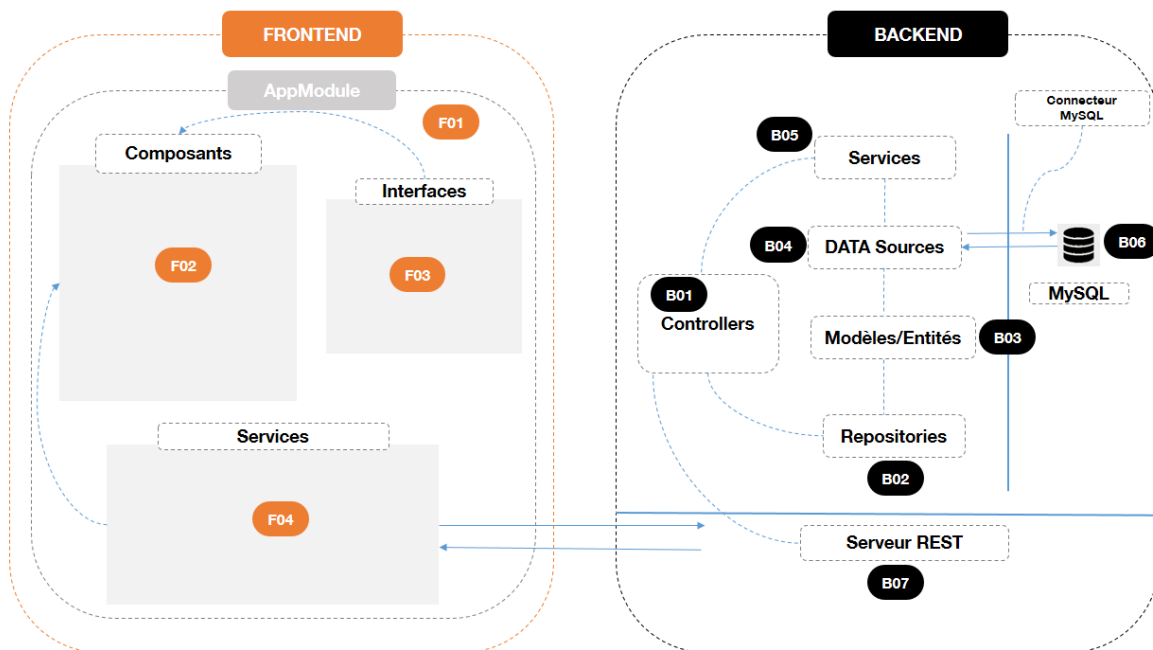 FRONTEND
AppModule
F01
Composants
Interfaces
F02
F03
Services
F04
BACKEND
Connecteur
MySQL
B05
Services
B04
DATA Sources
B06
MySQL
B01
Controllers
Modèles/Entités
B03
Repositories
B02
Serveur REST
B07